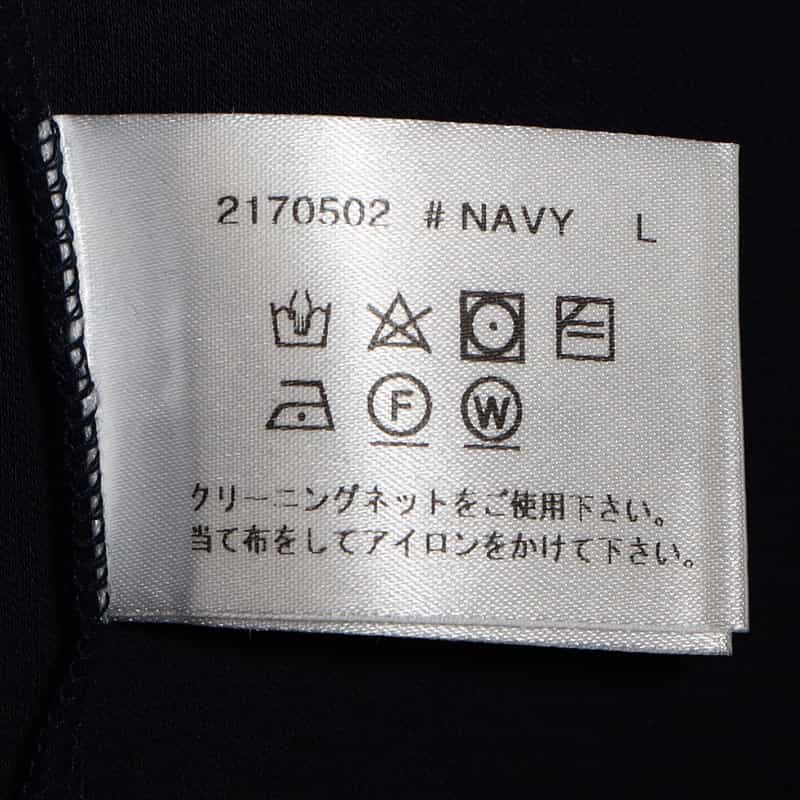 2170502 # NAVY L
F W
クリーニングネットをご使用下さい。
当て布をしてアイロンをかけて下さい。